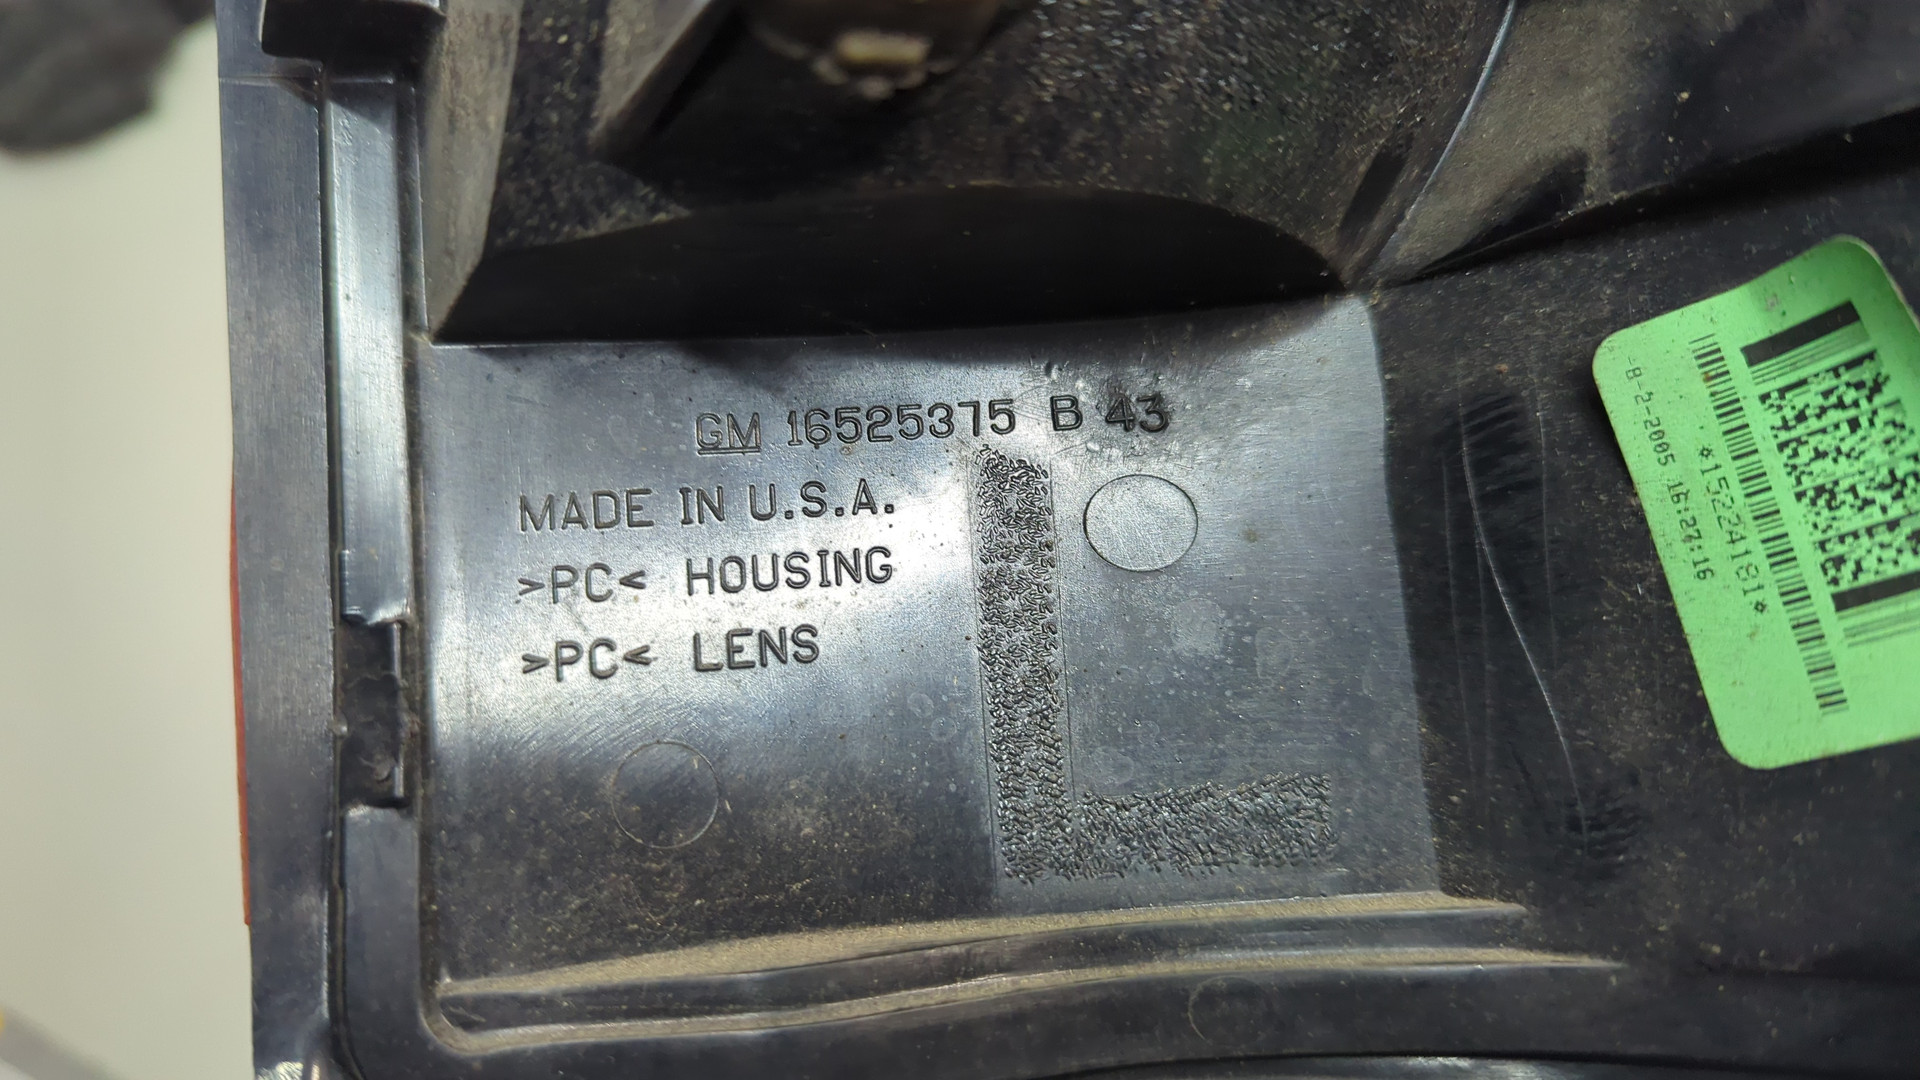 GM 16525375 B 43
MADE IN U.S.A.
>PC< HOUSING
>PC< LENS
L
*15224181*
-8-2-2005 16:27:16